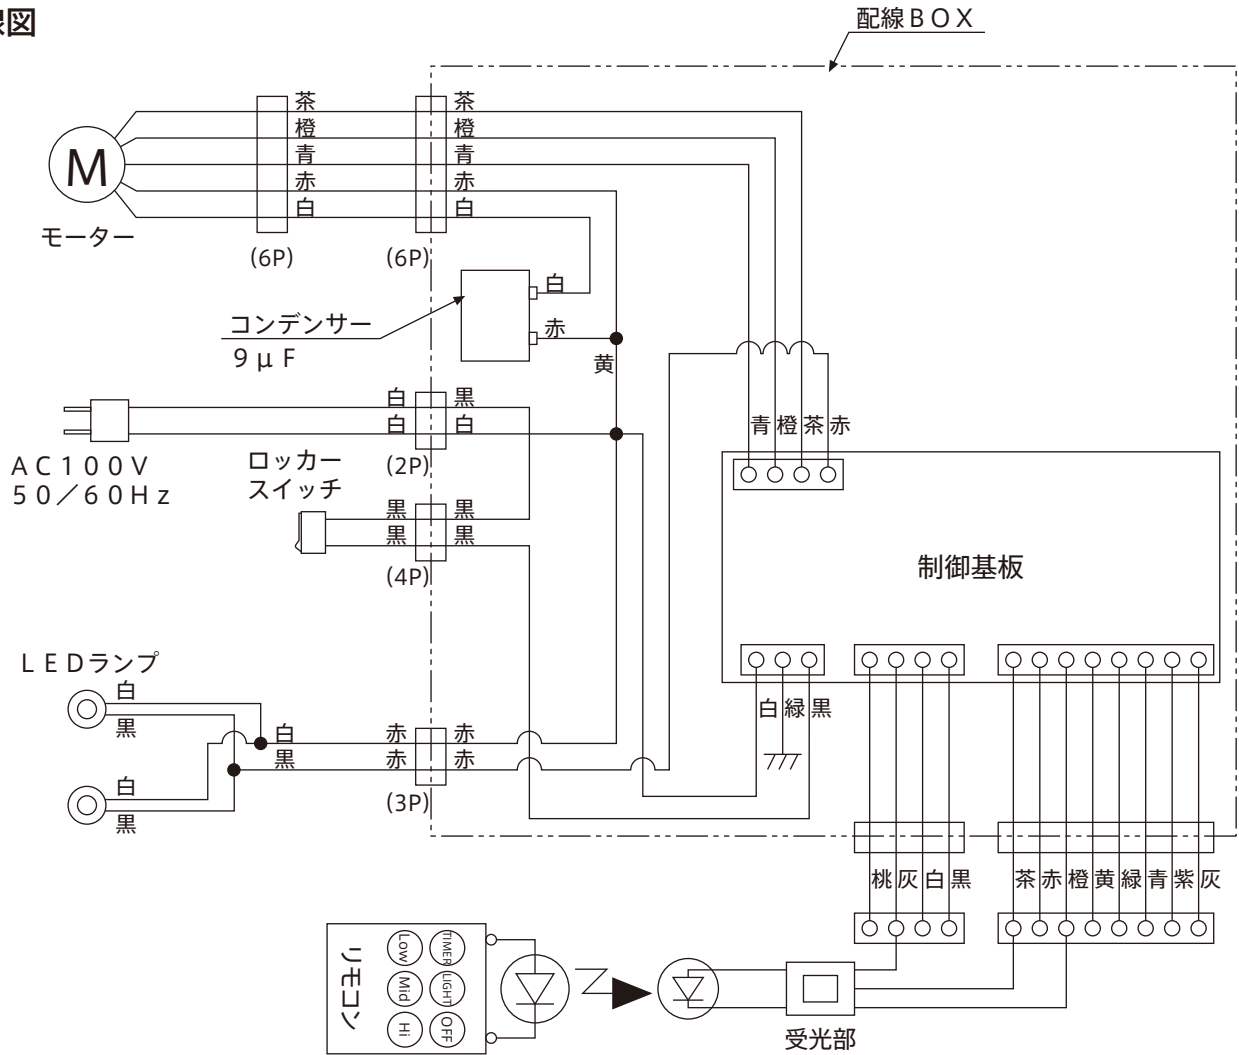 線図
配線ＢＯＸ
茶 茶
橙 橙
青 青
赤 赤
白 白
M
モーター
(6P) (6P)
白
コンデンサー
９μＦ
赤
黄
白 黒
白 白
(2P)
ＡＣ１００Ｖ
５０／６０Ｈｚ
ロッカー
スイッチ
黒 黒
黒 黒
(4P)
青 橙 茶 赤
制御基板
ＬＥＤランプ
白
黒
白 赤 赤
黒 赤 赤
白
黒
(3P)
白 緑 黒
桃 灰 白 黒
茶 赤 橙 黄 緑 青 紫 灰
リモコン
Low TIMER
Mid LIGHT
Hi OFF
受光部